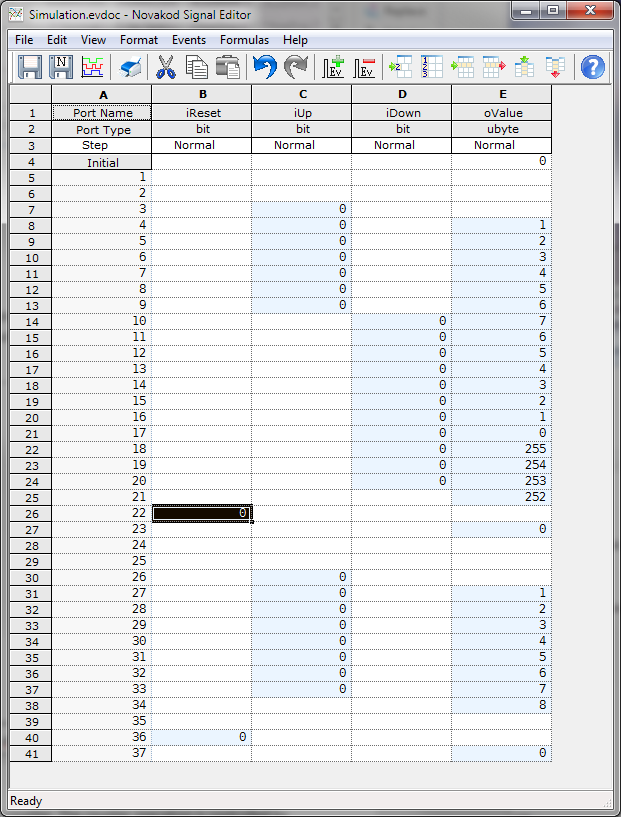 Simulation.evdoc - Novakod Signal Editor
File Edit View Format Events Formulas Help
N Ev Ev 2 1 2 3 ?
A B C D E
1 Port Name iReset iUp iDown oValue
2 Port Type bit bit bit ubyte
3 Step Normal Normal Normal Normal
4 Initial 0
5 1
6 2
7 3 0
8 4 0 1
9 5 0 2
10 6 0 3
11 7 0 4
12 8 0 5
13 9 0 6
14 10 0 7
15 11 0 6
16 12 0 5
17 13 0 4
18 14 0 3
19 15 0 2
20 16 0 1
21 17 0 0
22 18 0 255
23 19 0 254
24 20 0 253
25 21 252
26 22 0
27 23 0
28 24
29 25
30 26 0
31 27 0 1
32 28 0 2
33 29 0 3
34 30 0 4
35 31 0 5
36 32 0 6
37 33 0 7
38 34 8
39 35
40 36 0
41 37 0
Ready